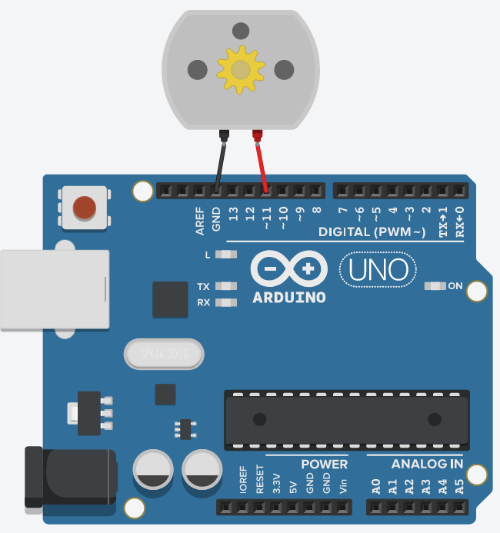 AREF
GND
13
12
~11
~10
~9
8
7
~6
~5
4
~3
2
TX→1
RX←0
DIGITAL (PWM~)
L
TX
RX
ARDUINO
UNO
ON
POWER
ANALOG IN
IOREF
RESET
3.3V
5V
GND
GND
Vin
A0
A1
A2
A3
A4
A5